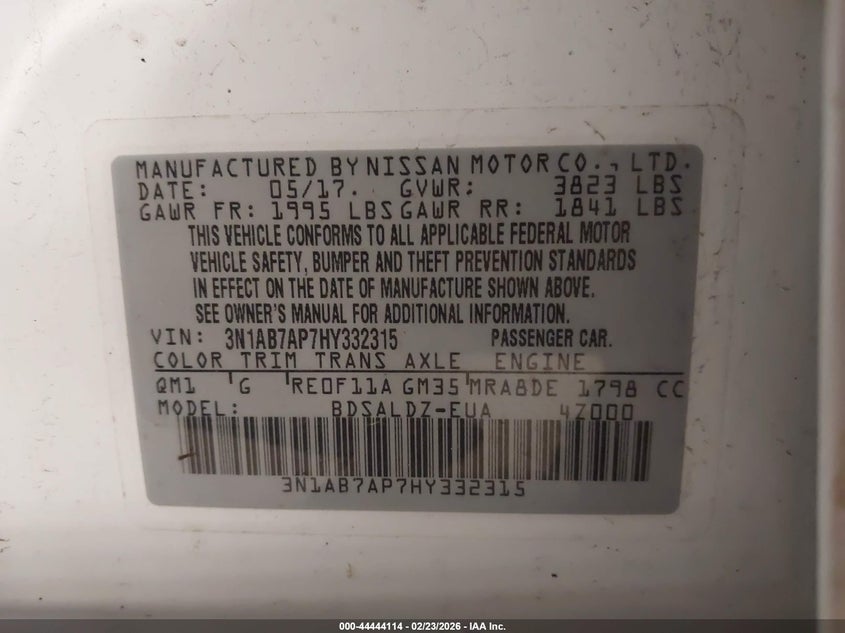 MANUFACTURED BY NISSAN MOTOR CO., LTD.
DATE: 05/17. GVWR: 3823 LBS
GAWR FR: 1995 LBS GAWR RR: 1841 LBS
THIS VEHICLE CONFORMS TO ALL APPLICABLE FEDERAL MOTOR
VEHICLE SAFETY, BUMPER AND THEFT PREVENTION STANDARDS
IN EFFECT ON THE DATE OF MANUFACTURE SHOWN ABOVE.
SEE OWNER'S MANUAL FOR ADDITIONAL INFORMATION.
VIN: 3N1AB7AP7HY332315 PASSENGER CAR.
COLOR TRIM TRANS AXLE ENGINE
QM1 G RE0F11A GM35 MRA8DE 1798 CC
MODEL: BDSALDZ-EUA 4Z000
3N1AB7AP7HY332315
000-44444114 | 02/23/2026 - IAA Inc.